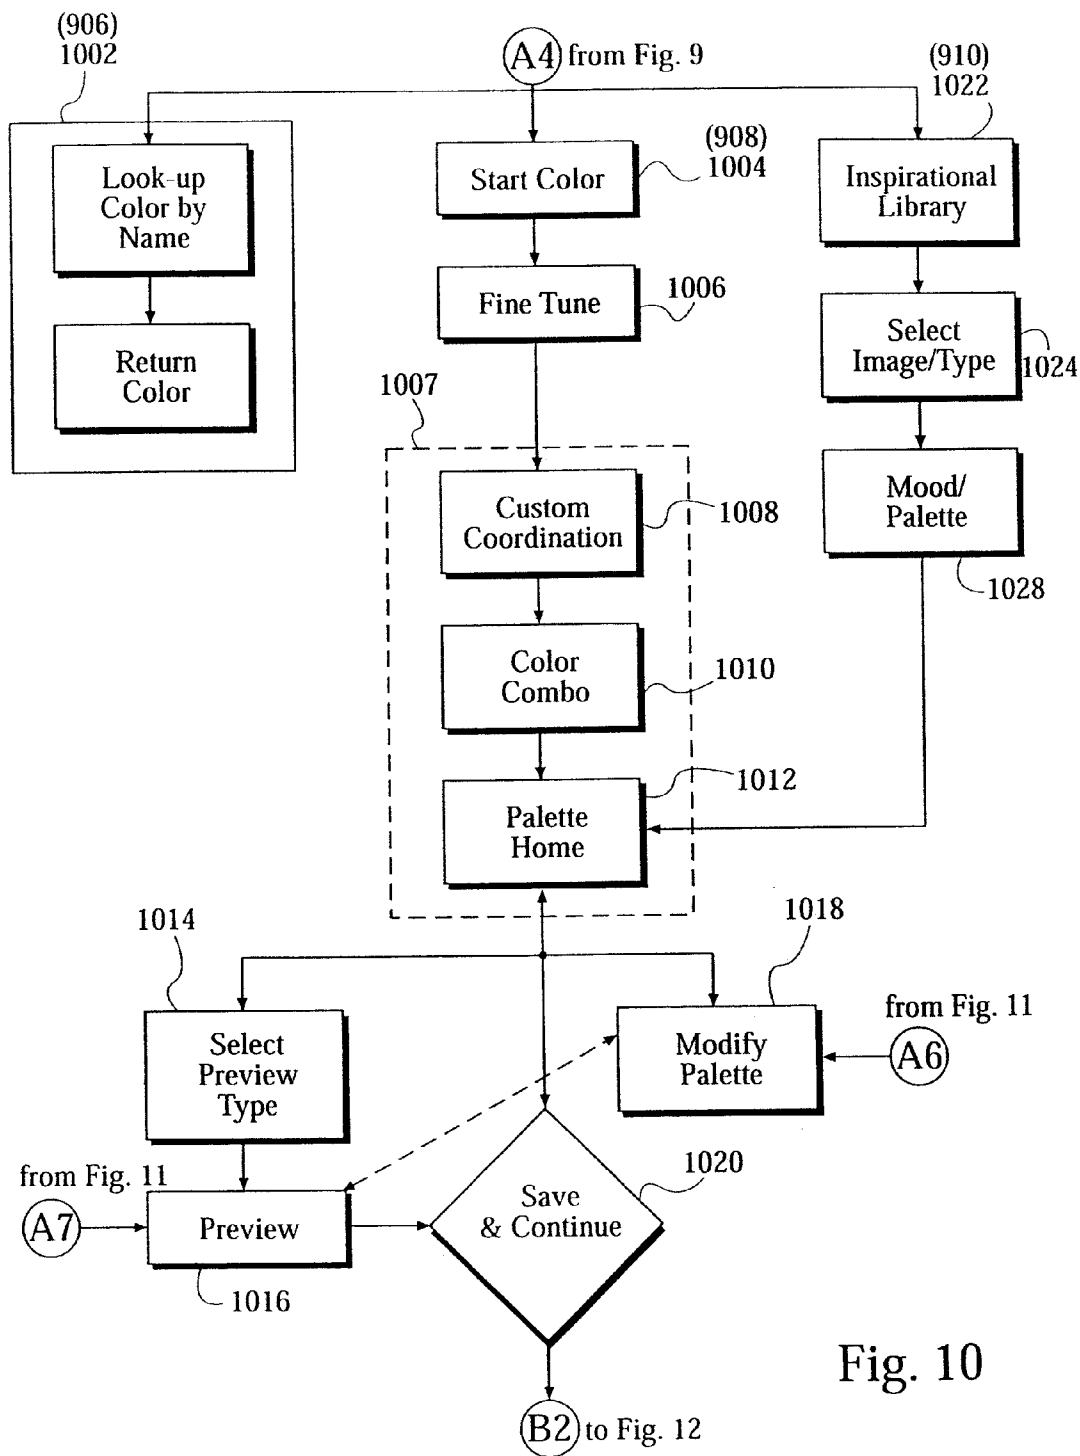 (906)
1002
A4 from Fig. 9
(910)
1022
Look-up
Color by
Name
Return
Color
(908)
1004
Start Color
Fine Tune
1006
Inspirational
Library
Select
Image/Type
1024
Mood/
Palette
1028
1007
Custom
Coordination
1008
Color
Combo
1010
Palette
Home
1012
1014
Select
Preview
Type
1018
Modify
Palette
from Fig. 11
A6
from Fig. 11
A7
Preview
1016
Save
& Continue
1020
B2 to Fig. 12
Fig. 10